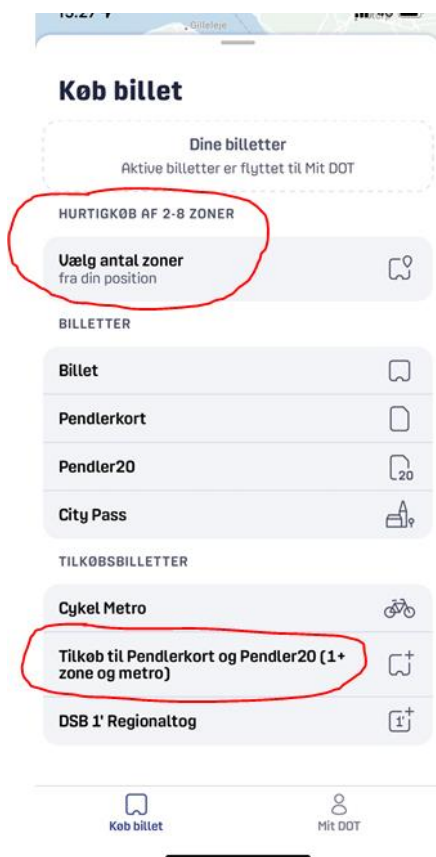 Gilleleje
Køb billet
Dine billetter
Aktive billetter er flyttet til Mit DOT
HURTIGKØB AF 2-8 ZONER
Vælg antal zoner
fra din position
BILLETTER
Billet
Pendlerkort
Pendler20
20
City Pass
TILKØBSBILLETTER
Cykel Metro
Tilkøb til Pendlerkort og Pendler20 (1+
zone og metro)
DSB 1' Regionaltog
1'
Køb billet
Mit DOT